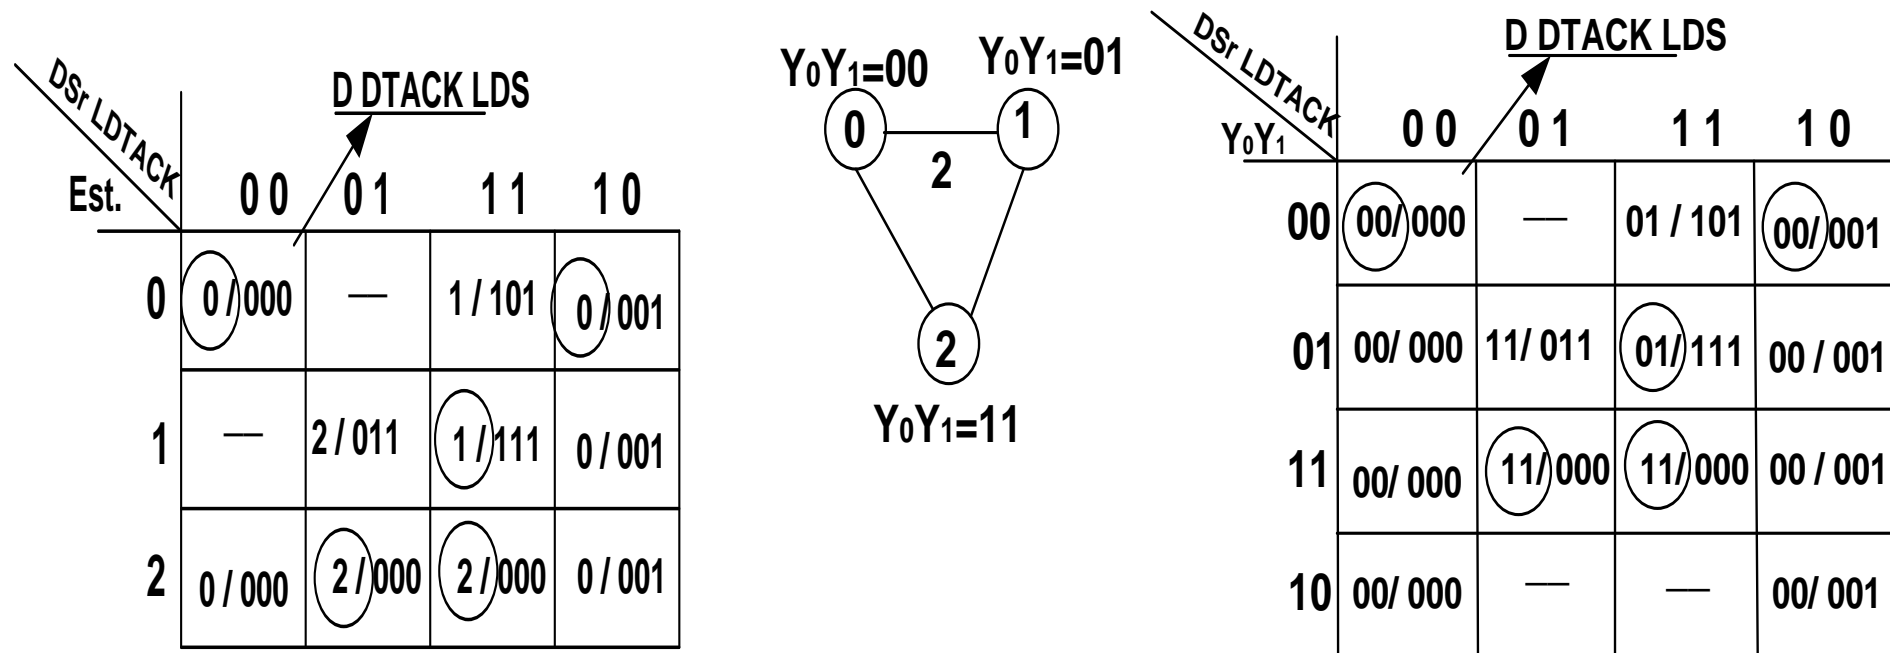 D DTACK LDS
DSr LDTACK
Est. 0 0 0 1 1 1 1 0
0 0 / 000 — 1 / 101 0 / 001
1 — 2 / 011 1 / 111 0 / 001
2 0 / 000 2 / 000 2 / 000 0 / 001
Y0Y1=00 Y0Y1=01
0 1
2
2
Y0Y1=11
D DTACK LDS
DSr LDTACK
Y0Y1 0 0 0 1 1 1 1 0
00 00/ 000 — 01 / 101 00/ 001
01 00/ 000 11/ 011 01/ 111 00 / 001
11 00/ 000 11/ 000 11/ 000 00 / 001
10 00/ 000 — — 00/ 001